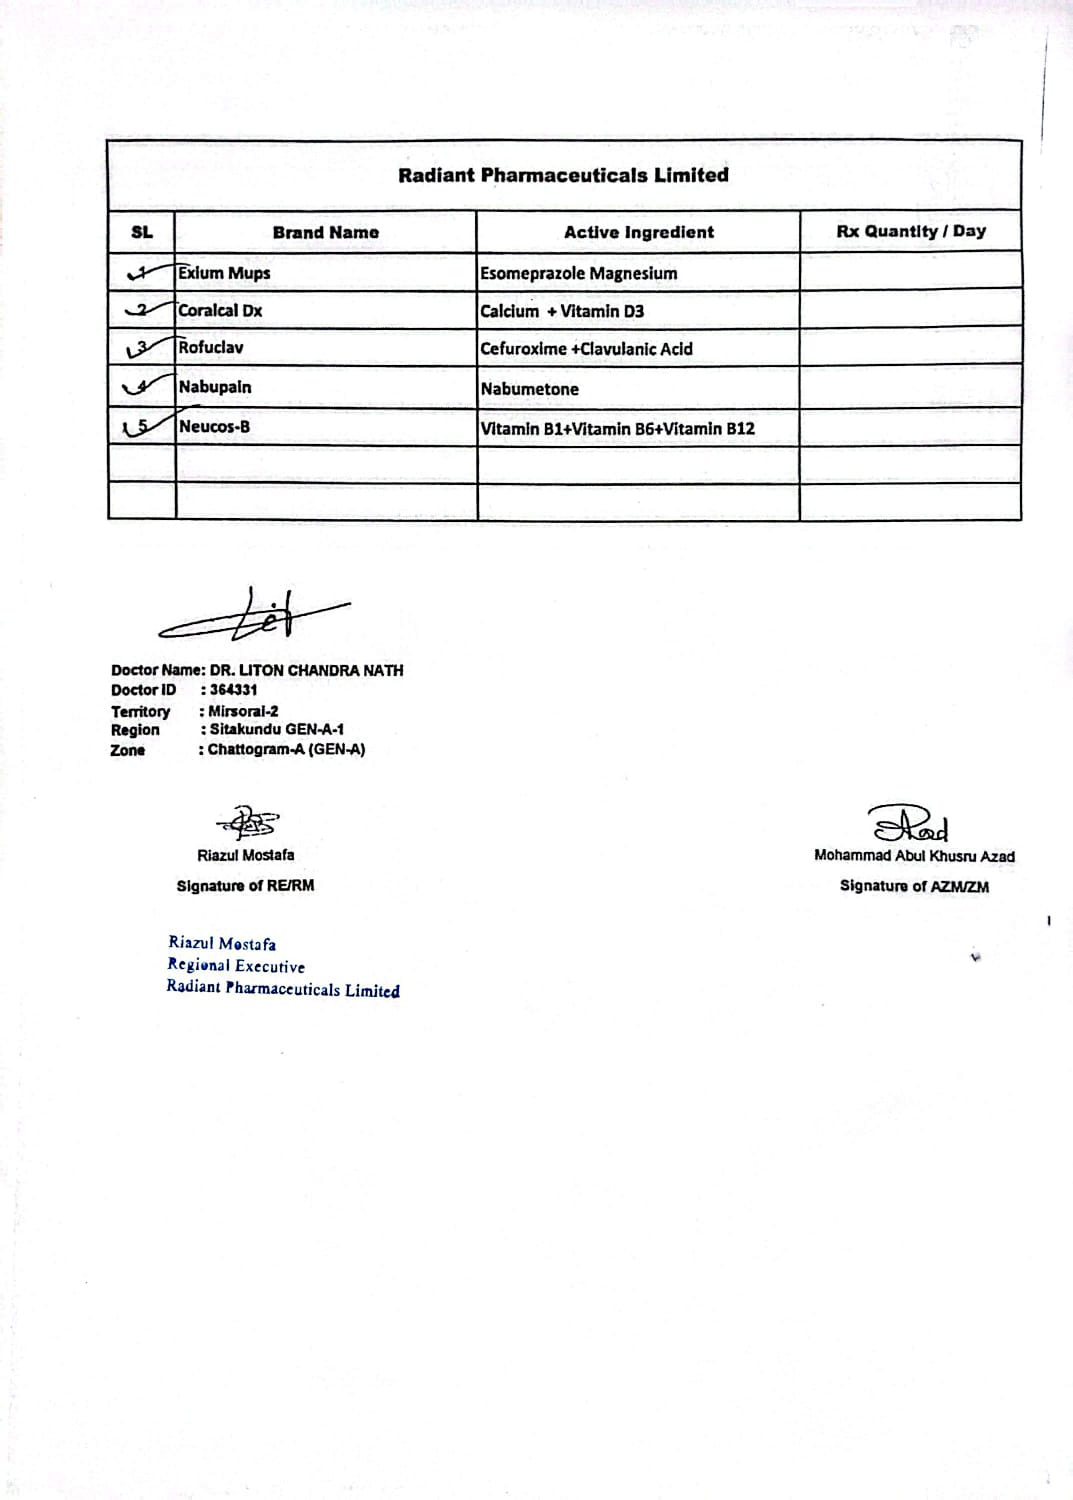 Radiant Pharmaceuticals Limited
SL Brand Name Active Ingredient Rx Quantity / Day
1 Exium Mups Esomeprazole Magnesium
2 Coralcal Dx Calcium + Vitamin D3
3 Rofuclav Cefuroxime +Clavulanic Acid
4 Nabupain Nabumetone
5 Neucos-B Vitamin B1+Vitamin B6+Vitamin B12
Doctor Name: DR. LITON CHANDRA NATH
Doctor ID : 364331
Territory : Mirsorai-2
Region : Sitakundu GEN-A-1
Zone : Chattogram-A (GEN-A)
Azad
Riazul Mostafa Mohammad Abul Khusru Azad
Signature of RE/RM Signature of AZM/ZM
Riazul Mostafa
Regional Executive
Radiant Pharmaceuticals Limited